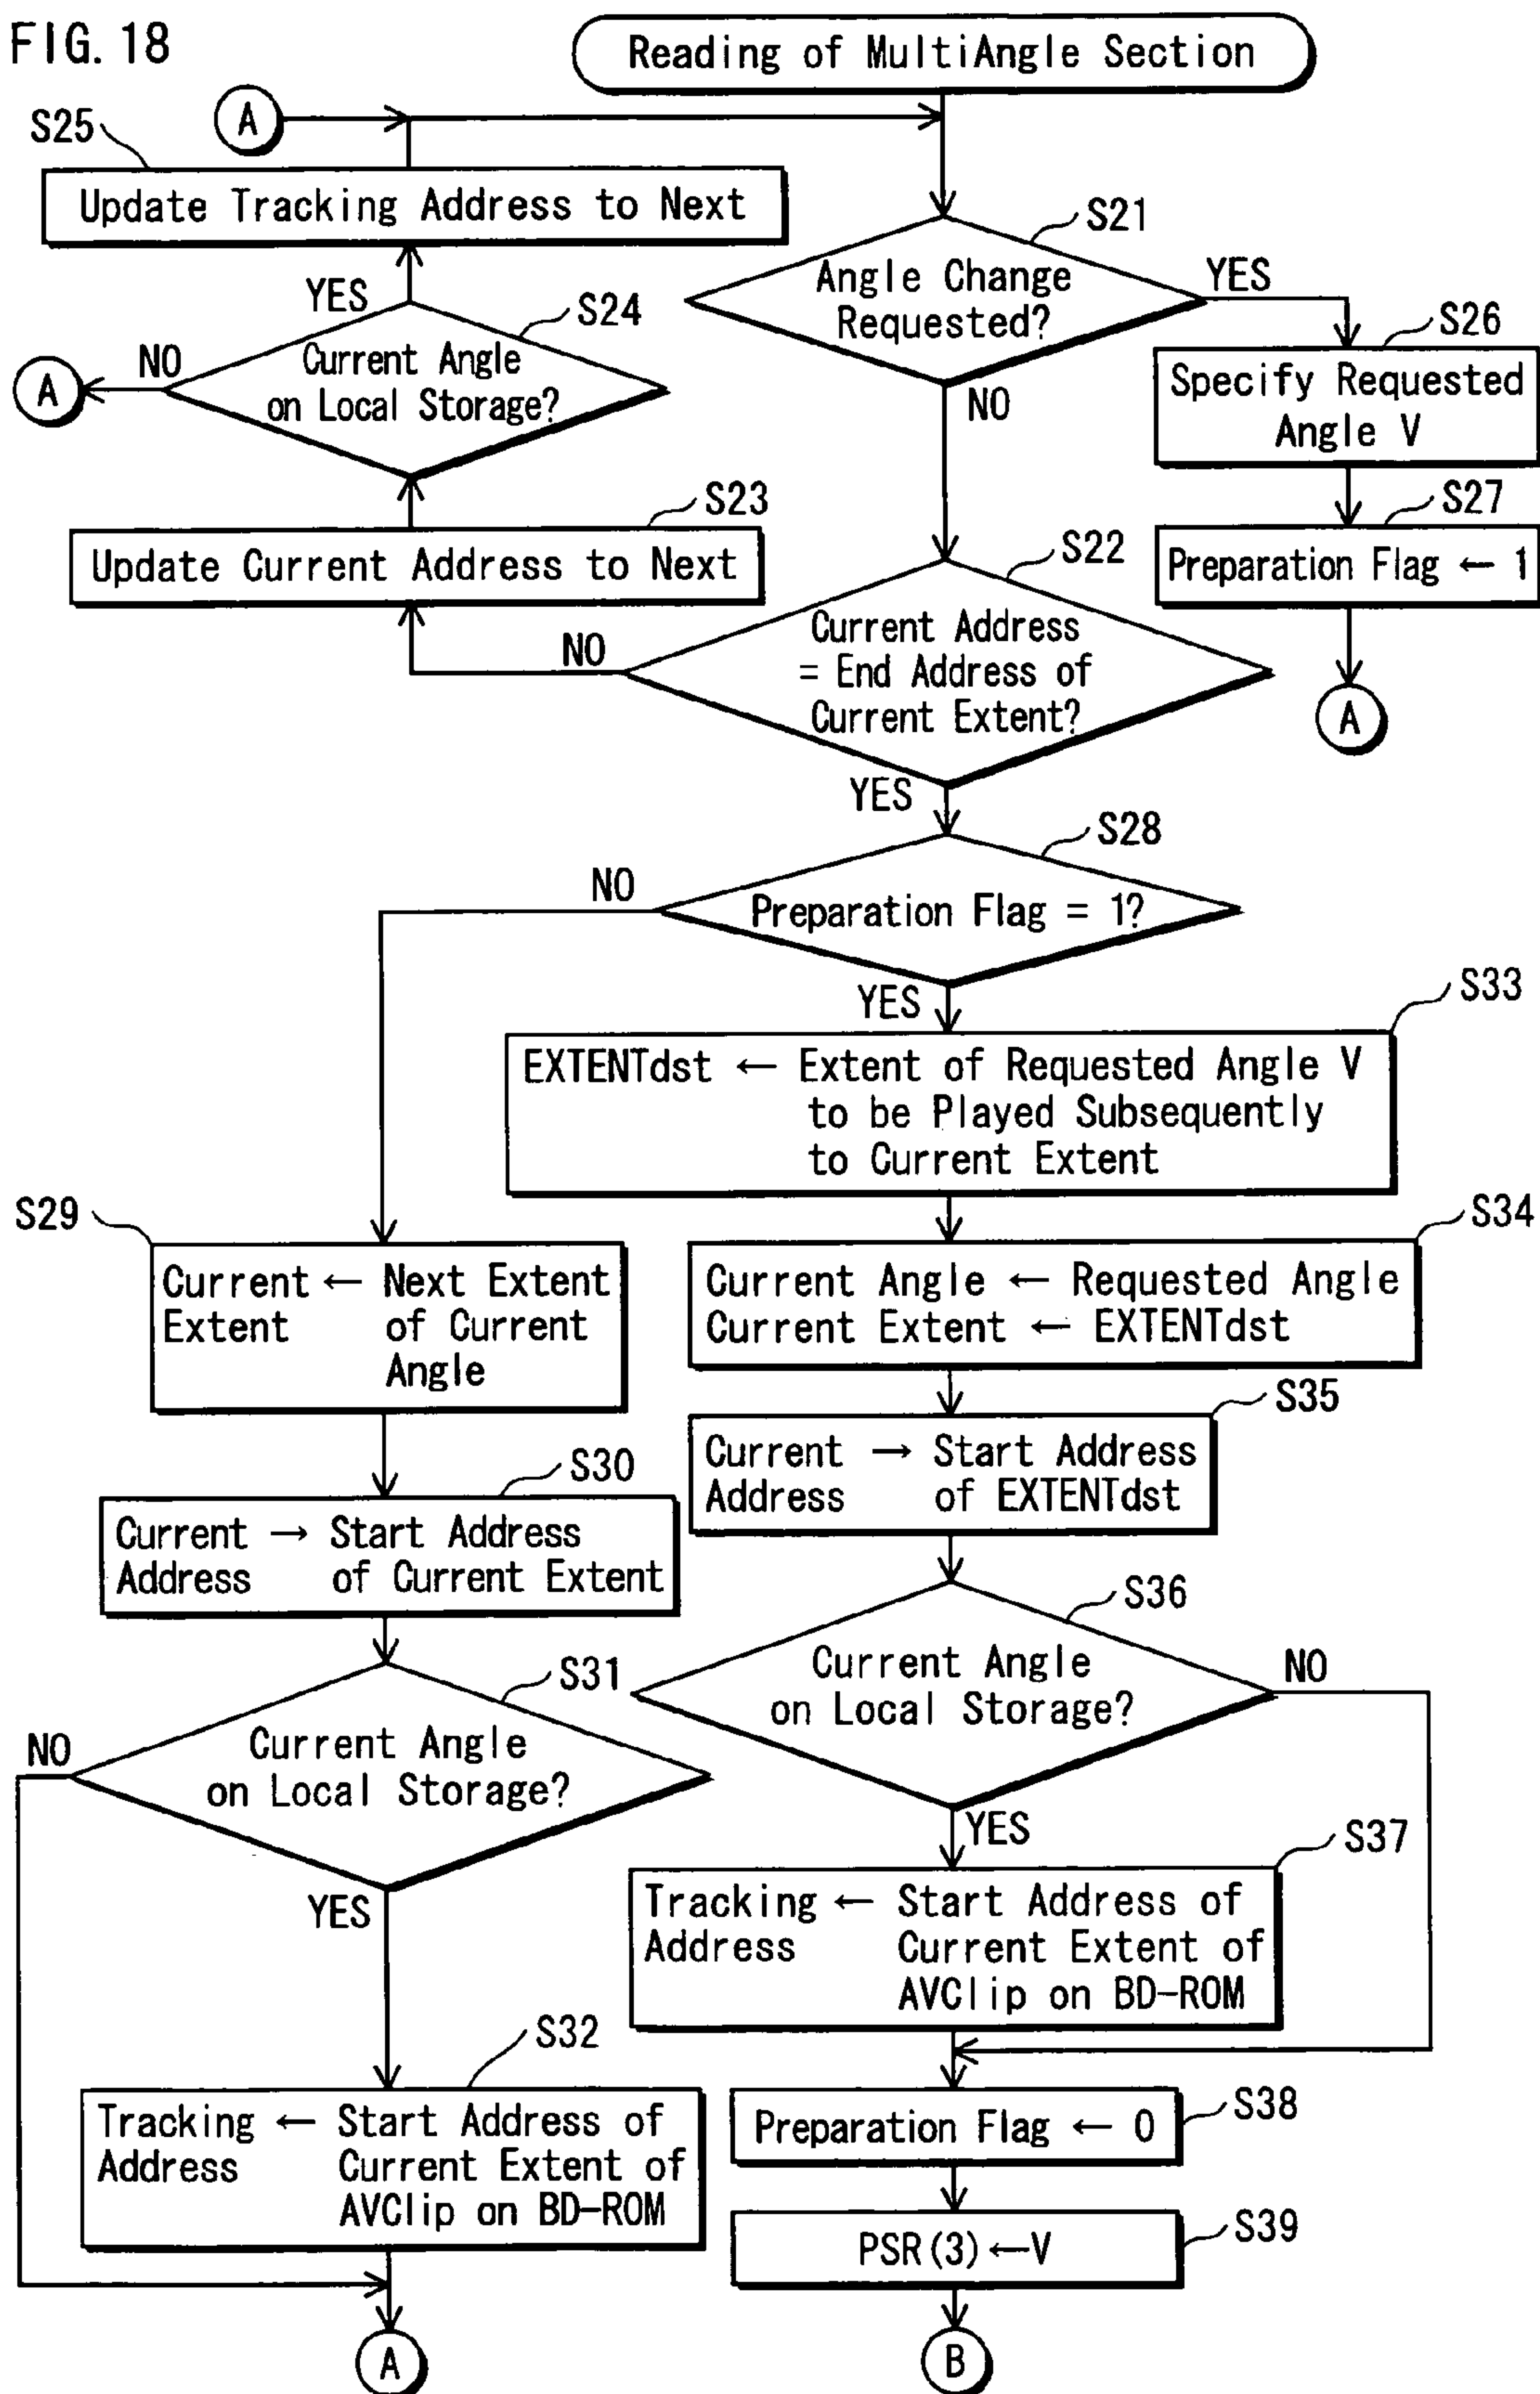 FIG. 18
Reading of MultiAngle Section
A
S25
Update Tracking Address to Next
S21
Angle Change
Requested?
YES
NO
YES
S24
Current Angle
on Local Storage?
NO
A
S26
Specify Requested
Angle V
S27
Preparation Flag ← 1
A
S23
Update Current Address to Next
S22
Current Address
= End Address of
Current Extent?
NO
YES
S28
Preparation Flag = 1?
NO
YES
S33
EXTENTdst ← Extent of Requested Angle V
to be Played Subsequently
to Current Extent
S29
Current ← Next Extent
Extent of Current
Angle
S34
Current Angle ← Requested Angle
Current Extent ← EXTENTdst
S35
Current → Start Address
Address of EXTENTdst
S30
Current → Start Address
Address of Current Extent
S36
Current Angle
on Local Storage?
NO
YES
S31
Current Angle
on Local Storage?
NO
YES
S37
Tracking ← Start Address of
Address Current Extent of
AVClip on BD-ROM
S32
Tracking ← Start Address of
Address Current Extent of
AVClip on BD-ROM
S38
Preparation Flag ← 0
S39
PSR(3)←V
A
B